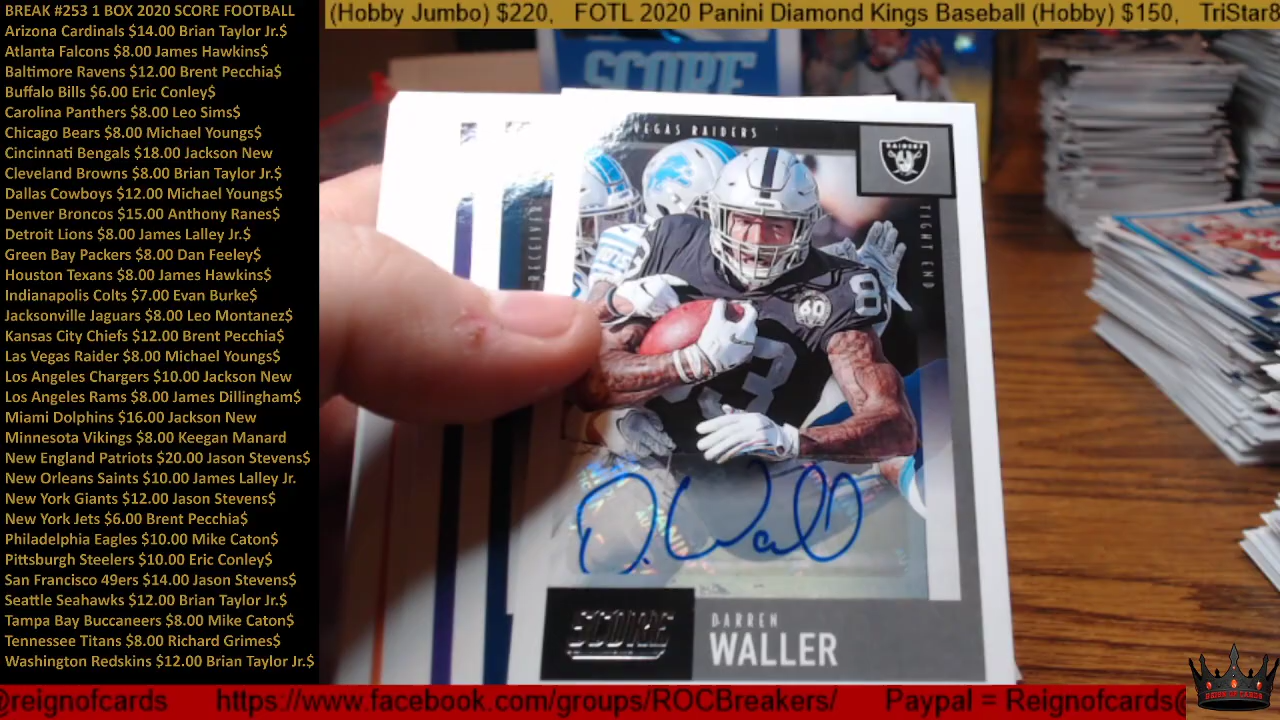 BREAK #253 1 BOX 2020 SCORE FOOTBALL
Arizona Cardinals $14.00 Brian Taylor Jr.$
Atlanta Falcons $8.00 James Hawkins$
Baltimore Ravens $12.00 Brent Pecchia$
Buffalo Bills $6.00 Eric Conley$
Carolina Panthers $8.00 Leo Sims$
Chicago Bears $8.00 Michael Youngs$
Cincinnati Bengals $18.00 Jackson New
Cleveland Browns $8.00 Brian Taylor Jr.$
Dallas Cowboys $12.00 Michael Youngs$
Denver Broncos $15.00 Anthony Ranes$
Detroit Lions $8.00 James Lalley Jr.$
Green Bay Packers $8.00 Dan Feeley$
Houston Texans $8.00 James Hawkins$
Indianapolis Colts $7.00 Evan Burke$
Jacksonville Jaguars $8.00 Leo Montanez$
Kansas City Chiefs $12.00 Brent Pecchia$
Las Vegas Raider $8.00 Michael Youngs$
Los Angeles Chargers $10.00 Jackson New
Los Angeles Rams $8.00 James Dillingham$
Miami Dolphins $16.00 Jackson New
Minnesota Vikings $8.00 Keegan Manard
New England Patriots $20.00 Jason Stevens$
New Orleans Saints $10.00 James Lalley Jr.
New York Giants $12.00 Jason Stevens$
New York Jets $6.00 Brent Pecchia$
Philadelphia Eagles $10.00 Mike Caton$
Pittsburgh Steelers $10.00 Eric Conley$
San Francisco 49ers $14.00 Jason Stevens$
Seattle Seahawks $12.00 Brian Taylor Jr.$
Tampa Bay Buccaneers $8.00 Mike Caton$
Tennessee Titans $8.00 Richard Grimes$
Washington Redskins $12.00 Brian Taylor Jr.$
(Hobby Jumbo) $220, FOTL 2020 Panini Diamond Kings Baseball (Hobby) $150, TriStar8
SCORE
VEGAS RAIDERS
RAIDERS
RECEIVER
TIGHT END
60
83
D. Wall
SCORE
DARREN
WALLER
@reignofcards https://www.facebook.com/groups/ROCBreakers/ Paypal = Reignofcards@
REIGN OF CARDS